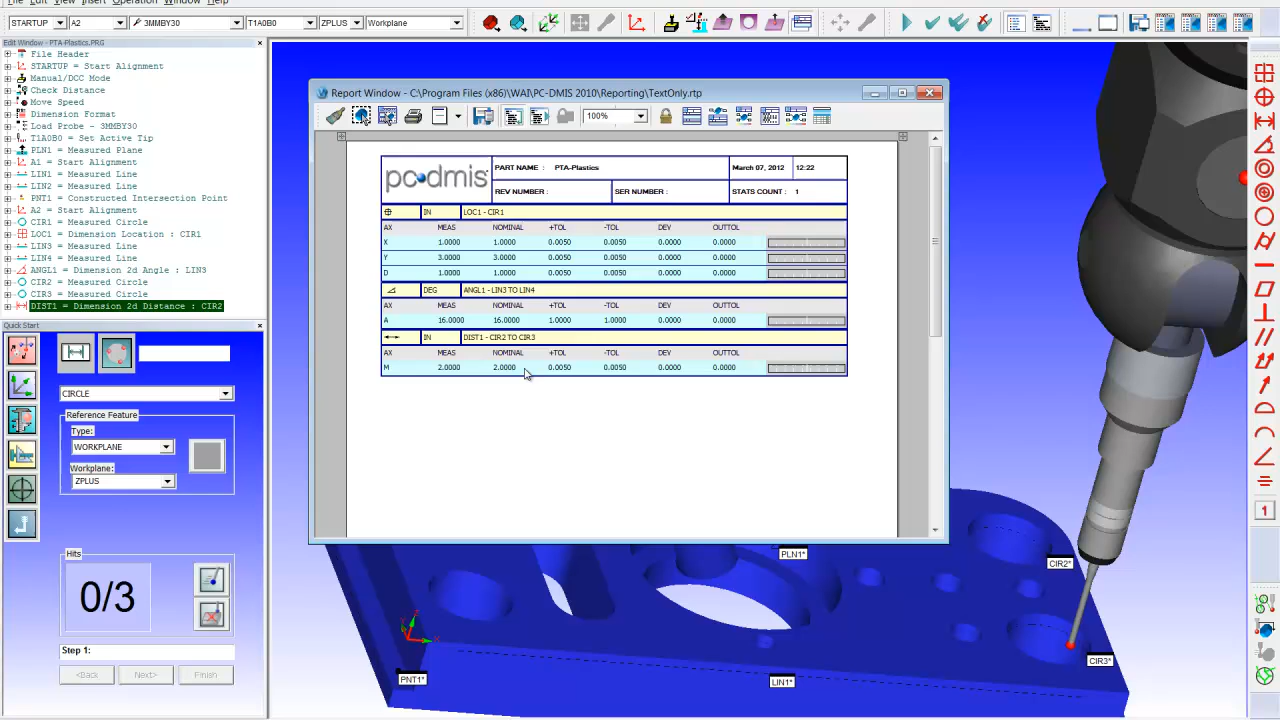 File Edit View Insert Operation Window Help
STARTUP A2 3MMBY30 T1A0B0 ZPLUS Workplane
Edit Window - PTA-Plastics.PRG
File Header
STARTUP = Start Alignment
Manual/DCC Mode
Check Distance
Move Speed
Dimension Format
Load Probe - 3MMBY30
T1A0B0 = Set Active Tip
PLN1 = Measured Plane
A1 = Start Alignment
LIN1 = Measured Line
LIN2 = Measured Line
PNT1 = Constructed Intersection Point
A2 = Start Alignment
CIR1 = Measured Circle
LOC1 = Dimension Location : CIR1
LIN3 = Measured Line
LIN4 = Measured Line
ANGL1 = Dimension 2d Angle : LIN3
CIR2 = Measured Circle
CIR3 = Measured Circle
DIST1 = Dimension 2d Distance : CIR2
Quick Start
CIRCLE
Reference Feature
Type:
WORKPLANE
Workplane:
ZPLUS
Hits
0/3
Step 1:
<Back Next> Finish
Report Window - C:\Program Files (x86)\WAI\PC-DMIS 2010\Reporting\TextOnly.rtp
100%
pc dmis
PART NAME : PTA-Plastics March 07, 2012 12:22
REV NUMBER : SER NUMBER : STATS COUNT : 1
IN LOC1 - CIR1
AX MEAS NOMINAL +TOL -TOL DEV OUTTOL
X 1.0000 1.0000 0.0050 0.0050 0.0000 0.0000
Y 3.0000 3.0000 0.0050 0.0050 0.0000 0.0000
D 1.0000 1.0000 0.0050 0.0050 0.0000 0.0000
DEG ANGL1 - LIN3 TO LIN4
AX MEAS NOMINAL +TOL -TOL DEV OUTTOL
A 16.0000 16.0000 1.0000 1.0000 0.0000 0.0000
IN DIST1 - CIR2 TO CIR3
AX MEAS NOMINAL +TOL -TOL DEV OUTTOL
M 2.0000 2.0000 0.0050 0.0050 0.0000 0.0000
PLN1*
CIR2*
CIR3*
PNT1*
LIN1*
1